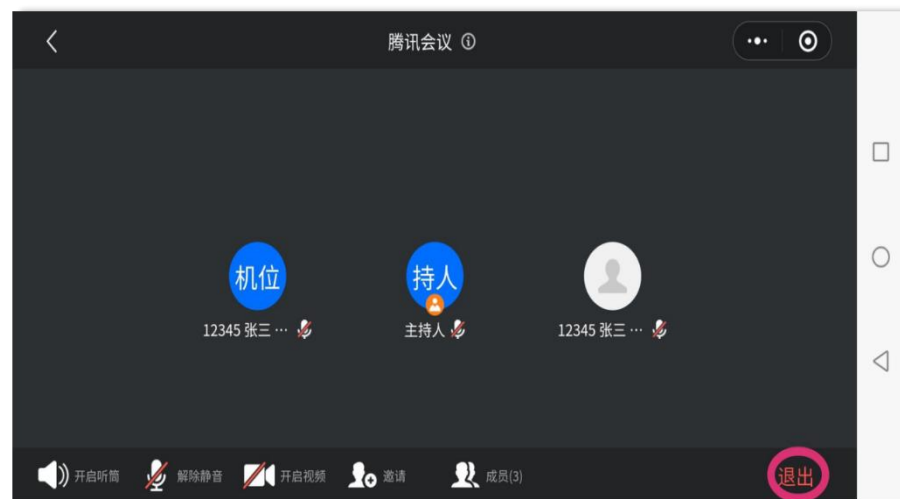 腾讯会议
机位
持人
12345 张三 …
主持人
12345 张三 …
开启听筒
解除静音
开启视频
邀请
成员(3)
退出